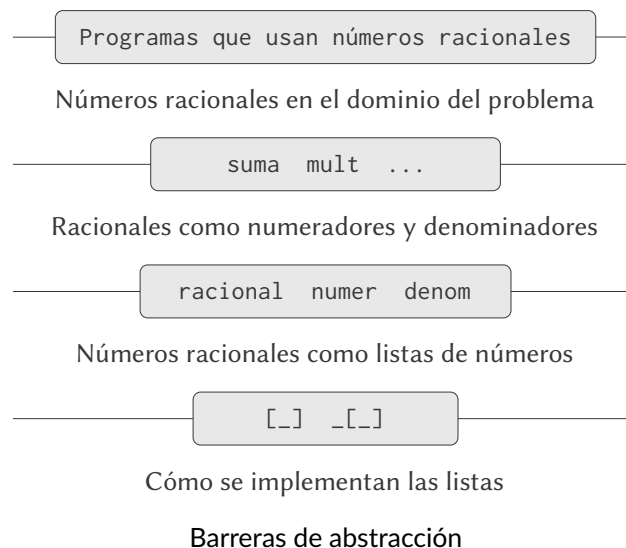 Programas que usan números racionales
Números racionales en el dominio del problema
suma mult ...
Racionales como numeradores y denominadores
racional numer denom
Números racionales como listas de números
[_] _[_]
Cómo se implementan las listas
Barreras de abstracción